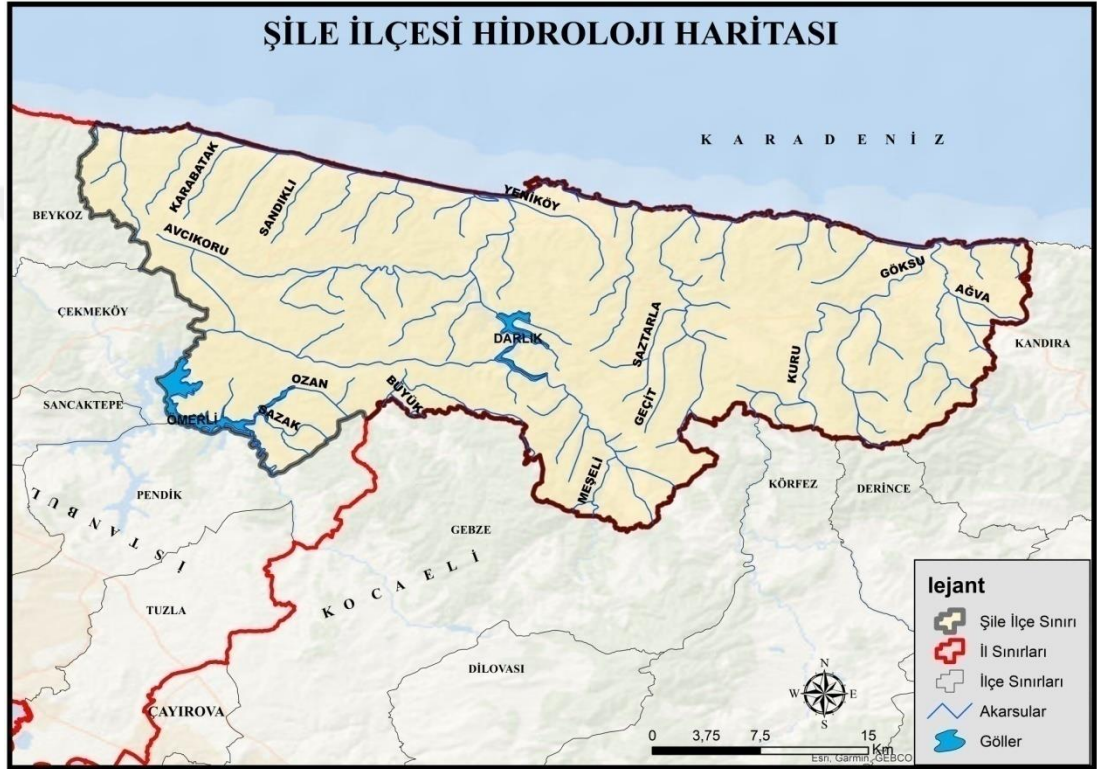 ŞİLE İLÇESİ HİDROLOJI HARİTASI
KARADENİZ
BEYKOZ
KARABATAK
SANDIKLI
YENİKÖY
AVCIKORU
GÖKSU
AĞVA
ÇEKMEKÖY
DARLIK
SAZTARLA
KANDIRA
SANCAKTEPE
ÖMERLİ
OZAN
SAZAK
BÜYÜK
GEÇİT
KURU
MEŞELİ
PENDİK
İSTANBUL
KÖRFEZ
DERİNCE
GEBZE
KOCAELİ
TUZLA
DİLOVASI
ÇAYIROVA
lejant
Şile İlçe Sınırı
İl Sınırları
İlçe Sınırları
Akarsular
Göller
N
W E
S
0 3,75 7,5 15
Km
Esri, Garmin, GEBCO